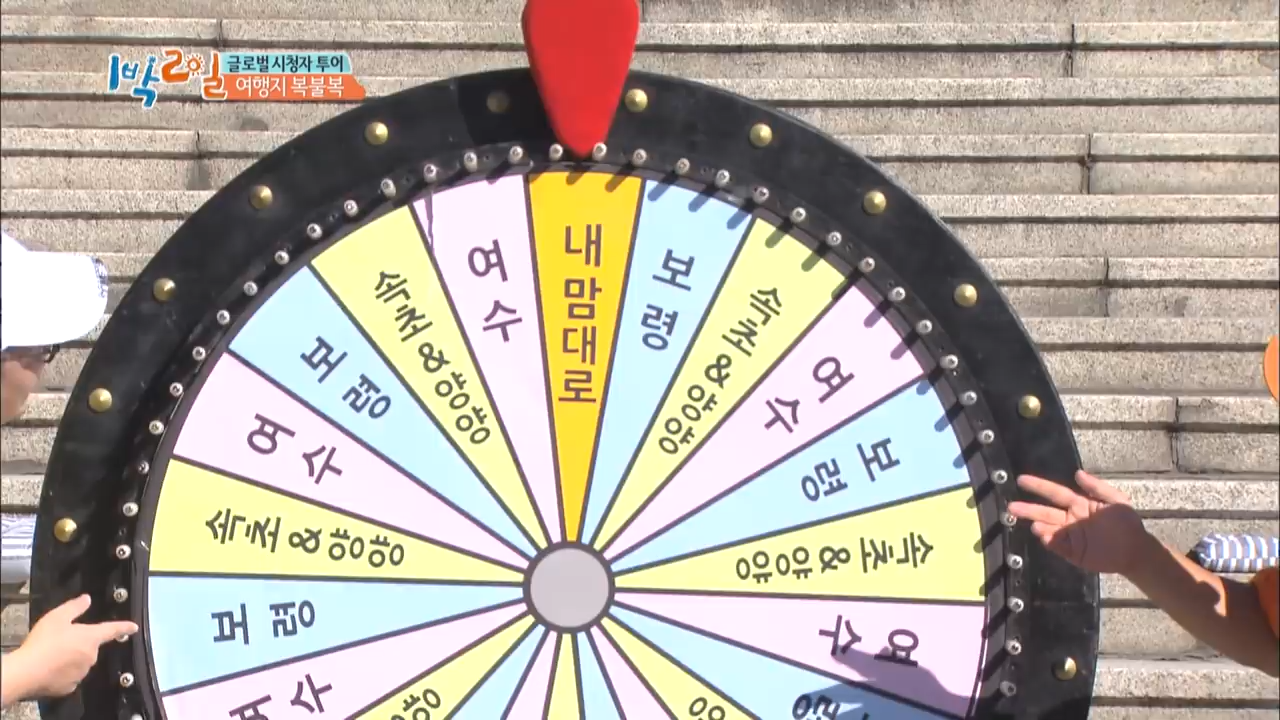 1박2일
글로벌 시청자 투어
여행지 복불복
내 맘대로
보령
속초&양양
여수
보령
속초&양양
여수
여수
속초&양양
보령
여수
속초&양양
보령
여수